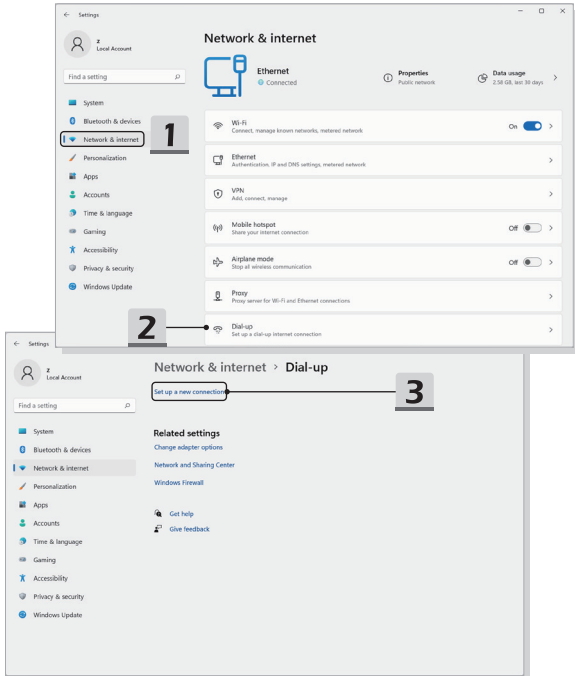 Settings
z
Local Account
Find a setting
System
Bluetooth & devices
Network & internet
Personalization
Apps
Accounts
Time & language
Gaming
Accessibility
Privacy & security
Windows Update
1
Network & internet
Ethernet
Connected
Properties
Public network
Data usage
2.58 GB, last 30 days
Wi-Fi
Connect, manage known networks, metered network
On
Ethernet
Authentication, IP and DNS settings, metered network
VPN
Add, connect, manage
Mobile hotspot
Share your internet connection
Off
Airplane mode
Stop all wireless communication
Off
Proxy
Proxy server for Wi-Fi and Ethernet connections
Dial-up
Set up a dial-up internet connection
2
Settings
z
Local Account
Find a setting
System
Bluetooth & devices
Network & internet
Personalization
Apps
Accounts
Time & language
Gaming
Accessibility
Privacy & security
Windows Update
Network & internet > Dial-up
Set up a new connection
3
Related settings
Change adapter options
Network and Sharing Center
Windows Firewall
Get help
Give feedback